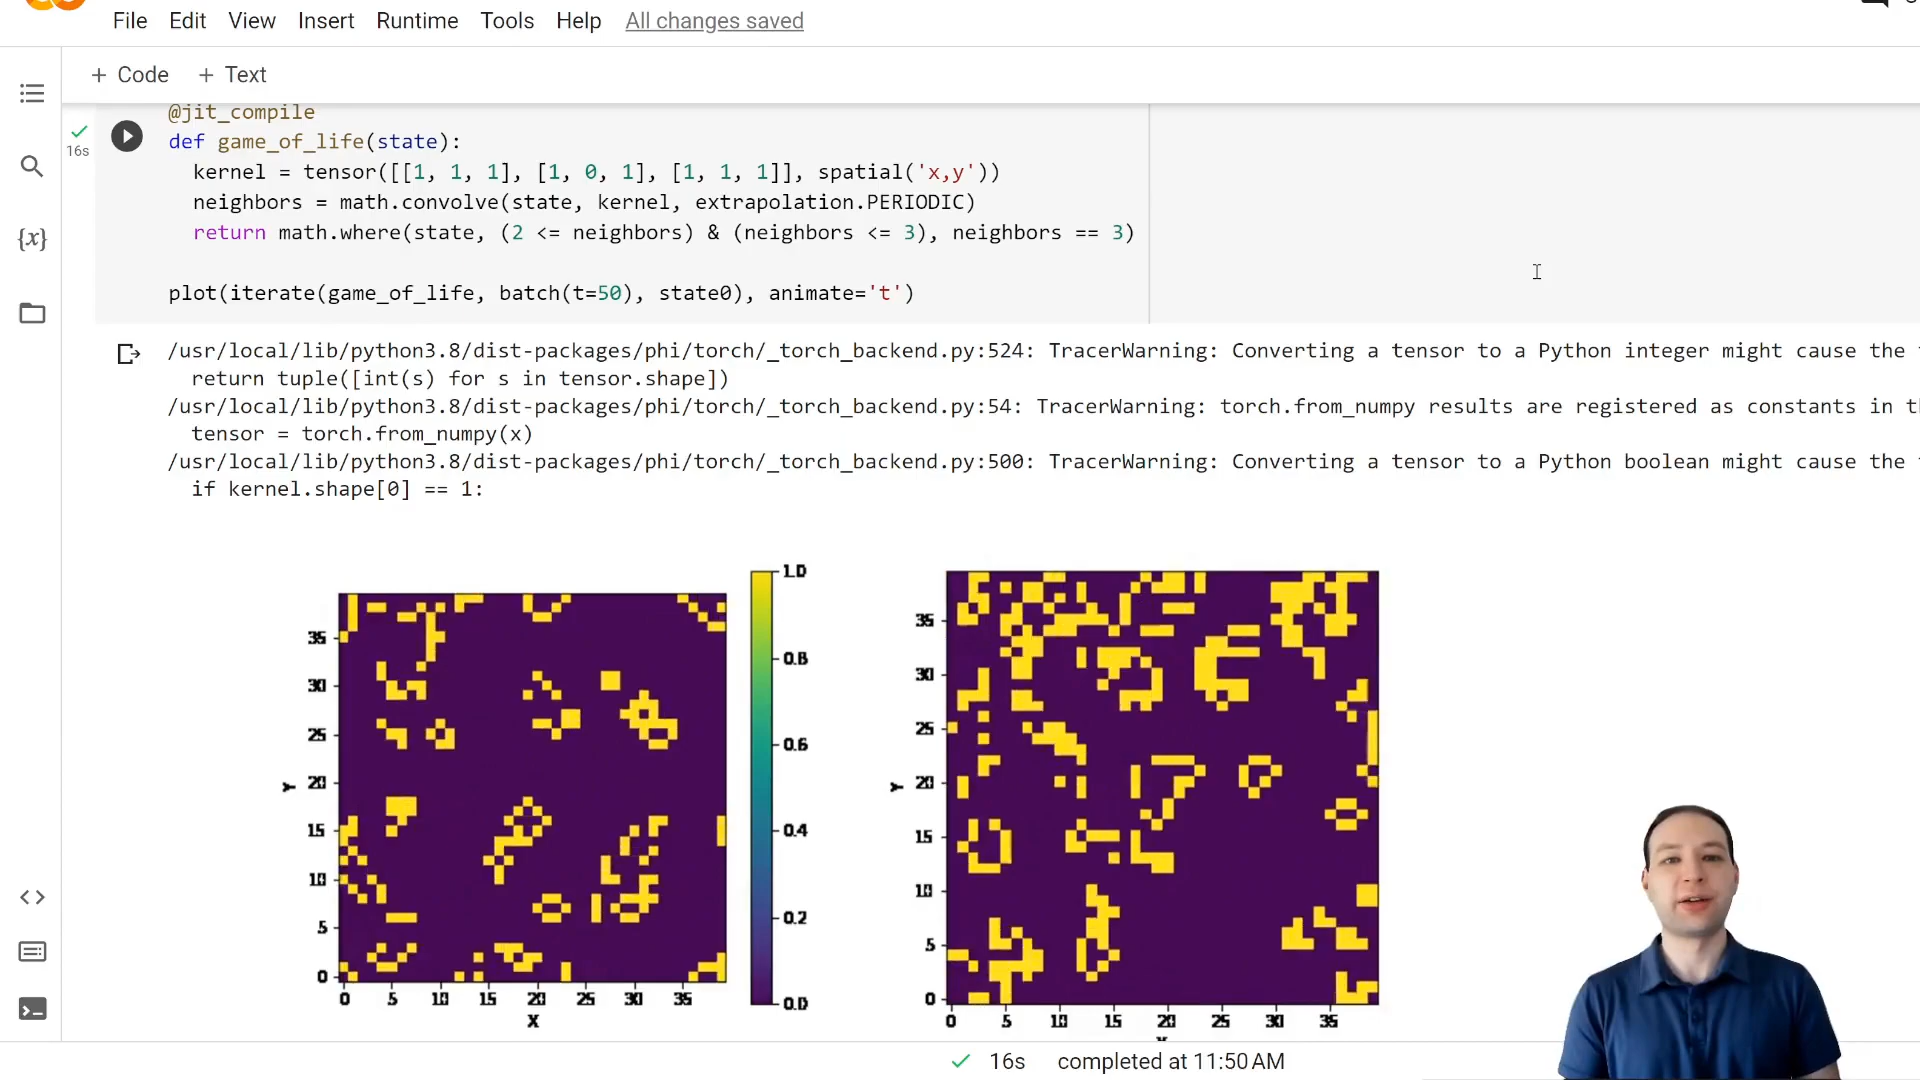 File Edit View Insert Runtime Tools Help All changes saved
+ Code + Text
@jit_compile
def game_of_life(state):
kernel = tensor([[1, 1, 1], [1, 0, 1], [1, 1, 1]], spatial('x,y'))
neighbors = math.convolve(state, kernel, extrapolation.PERIODIC)
return math.where(state, (2 <= neighbors) & (neighbors <= 3), neighbors == 3)
plot(iterate(game_of_life, batch(t=50), state0), animate='t')
16s
{x}
/usr/local/lib/python3.8/dist-packages/phi/torch/_torch_backend.py:524: TracerWarning: Converting a tensor to a Python integer might cause the
return tuple([int(s) for s in tensor.shape])
/usr/local/lib/python3.8/dist-packages/phi/torch/_torch_backend.py:54: TracerWarning: torch.from_numpy results are registered as constants in
tensor = torch.from_numpy(x)
/usr/local/lib/python3.8/dist-packages/phi/torch/_torch_backend.py:500: TracerWarning: Converting a tensor to a Python boolean might cause the
if kernel.shape[0] == 1:
35
30
25
20
15
10
5
0
Y
0 5 10 15 20 25 30 35
X
1.0
0.8
0.6
0.4
0.2
0.0
35
30
25
20
15
10
5
0
Y
0 5 10 15 20 25 30 35
16s completed at 11:50 AM